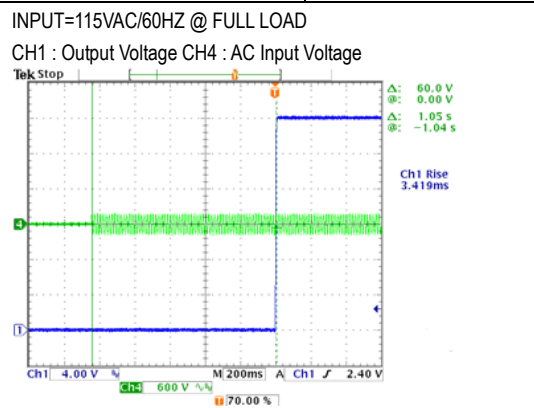 INPUT=115VAC/60HZ @ FULL LOAD
CH1 : Output Voltage CH4 : AC Input Voltage
Tek Stop
T
T
Δ: 60.0 V
@: 0.00 V
Δ: 1.05 s
@: −1.04 s
Ch1 Rise
3.419ms
4
1
Ch1 4.00 V M 200ms A Ch1 2.40 V
Ch4 600 V
T 70.00 %